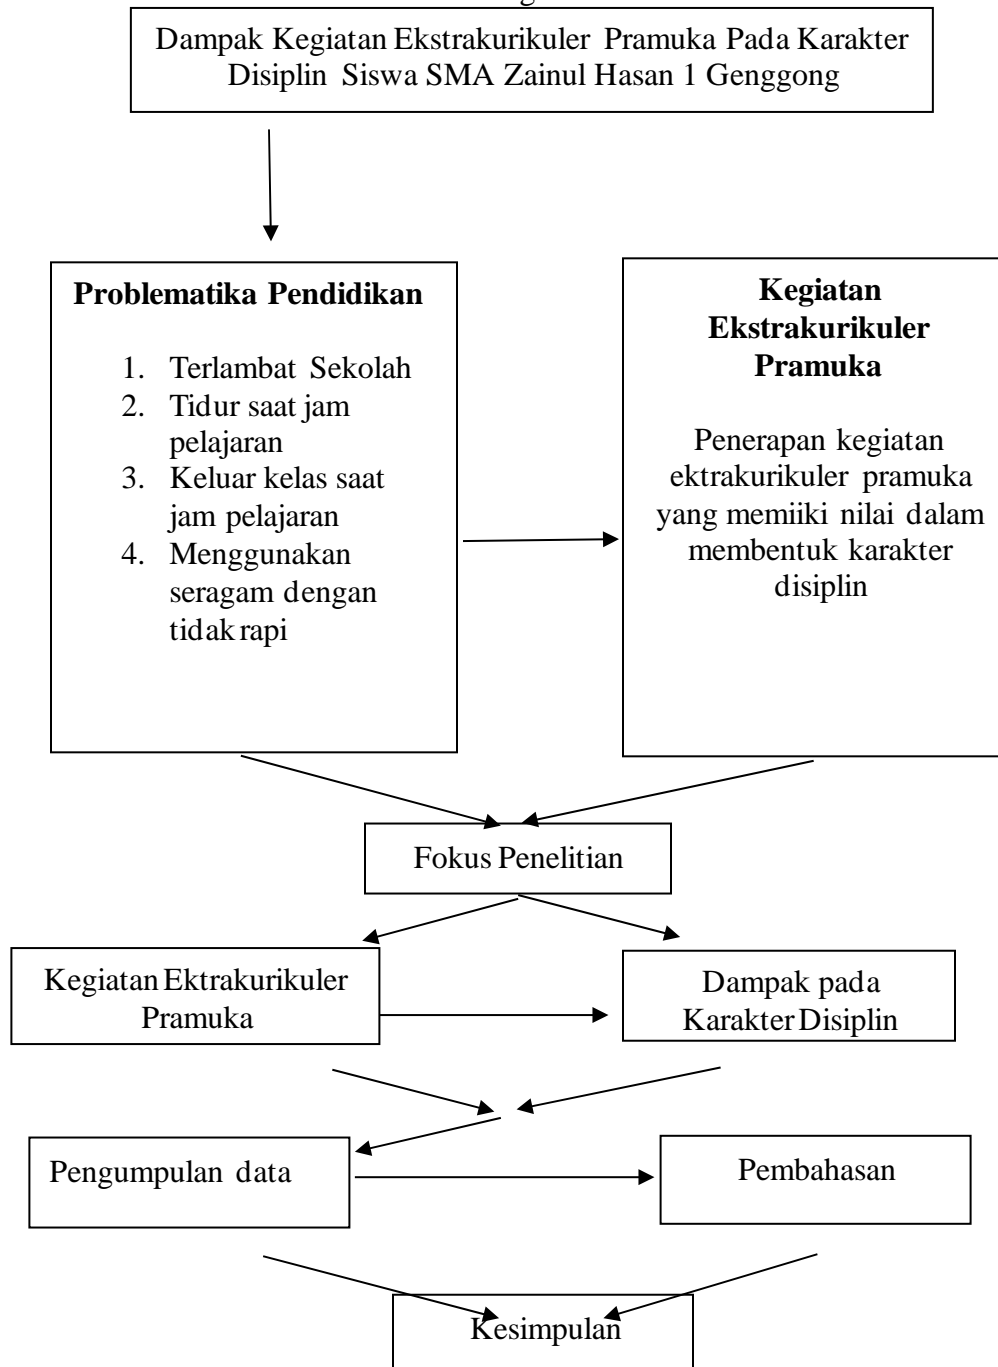 Dampak Kegiatan Ekstrakurikuler Pramuka Pada Karakter
Disiplin Siswa SMA Zainul Hasan 1 Genggong
Problematika Pendidikan
1. Terlambat Sekolah
2. Tidur saat jam
pelajaran
3. Keluar kelas saat
jam pelajaran
4. Menggunakan
seragam dengan
tidak rapi
Kegiatan
Ekstrakurikuler
Pramuka
Penerapan kegiatan
ektrakurikuler pramuka
yang memiiki nilai dalam
membentuk karakter
disiplin
Fokus Penelitian
Kegiatan Ektrakurikuler
Pramuka
Dampak pada
Karakter Disiplin
Pengumpulan data
Pembahasan
Kesimpulan